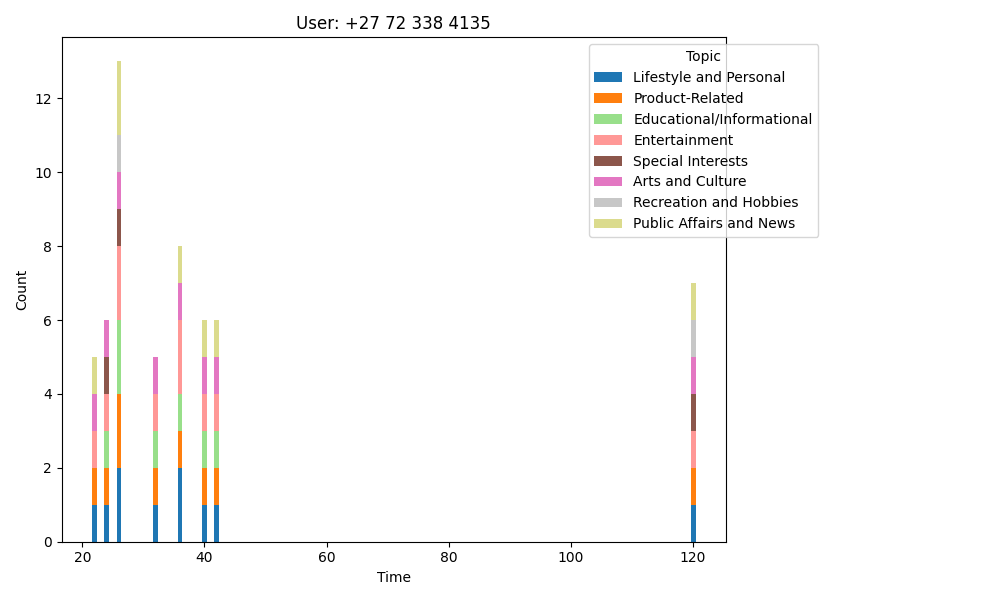 User: +27 72 338 4135
Topic
Lifestyle and Personal
Product-Related
Educational/Informational
Entertainment
Special Interests
Arts and Culture
Recreation and Hobbies
Public Affairs and News
Count
12
10
8
6
4
2
0
20 40 60 80 100 120
Time